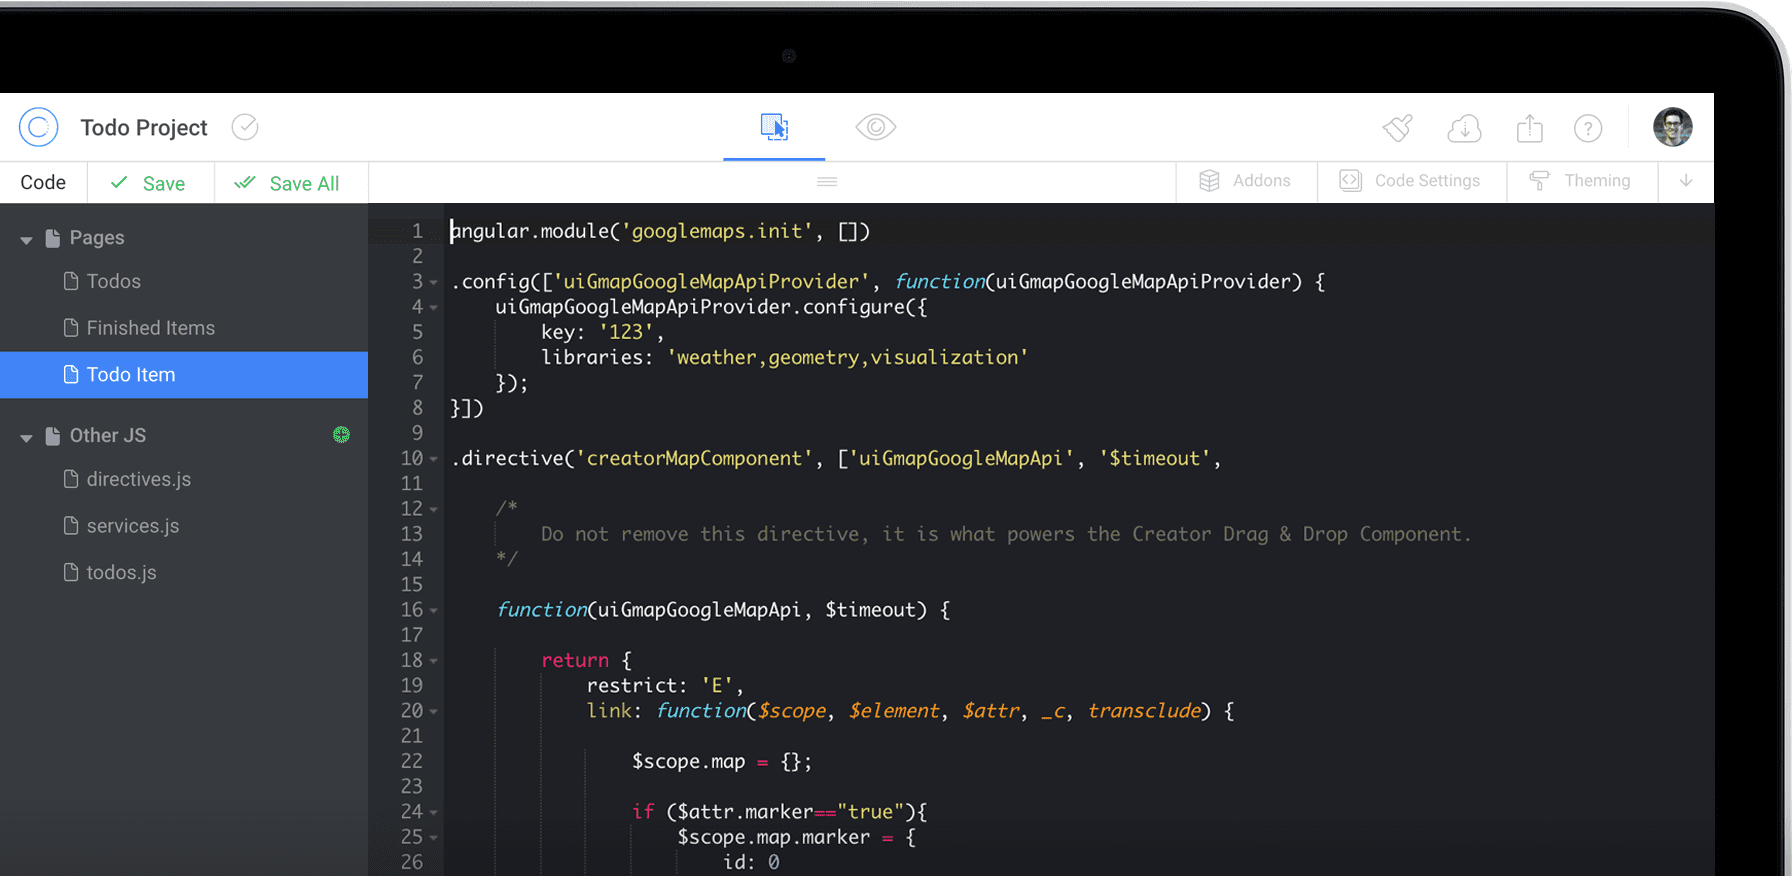 Todo Project
Code Save Save All Addons Code Settings Theming
Pages
Todos
Finished Items
Todo Item
Other JS
directives.js
services.js
todos.js
1 angular.module('googlemaps.init', [])
2
3 .config(['uiGmapGoogleMapApiProvider', function(uiGmapGoogleMapApiProvider) {
4     uiGmapGoogleMapApiProvider.configure({
5         key: '123',
6         libraries: 'weather,geometry,visualization'
7     });
8 }])
9
10 .directive('creatorMapComponent', ['uiGmapGoogleMapApi', '$timeout',
11
12     /*
13         Do not remove this directive, it is what powers the Creator Drag & Drop Component.
14     */
15
16     function(uiGmapGoogleMapApi, $timeout) {
17
18         return {
19             restrict: 'E',
20             link: function($scope, $element, $attr, _c, transclude) {
21
22                 $scope.map = {};
23
24                 if ($attr.marker=="true"){
25                     $scope.map.marker = {
26                         id: 0